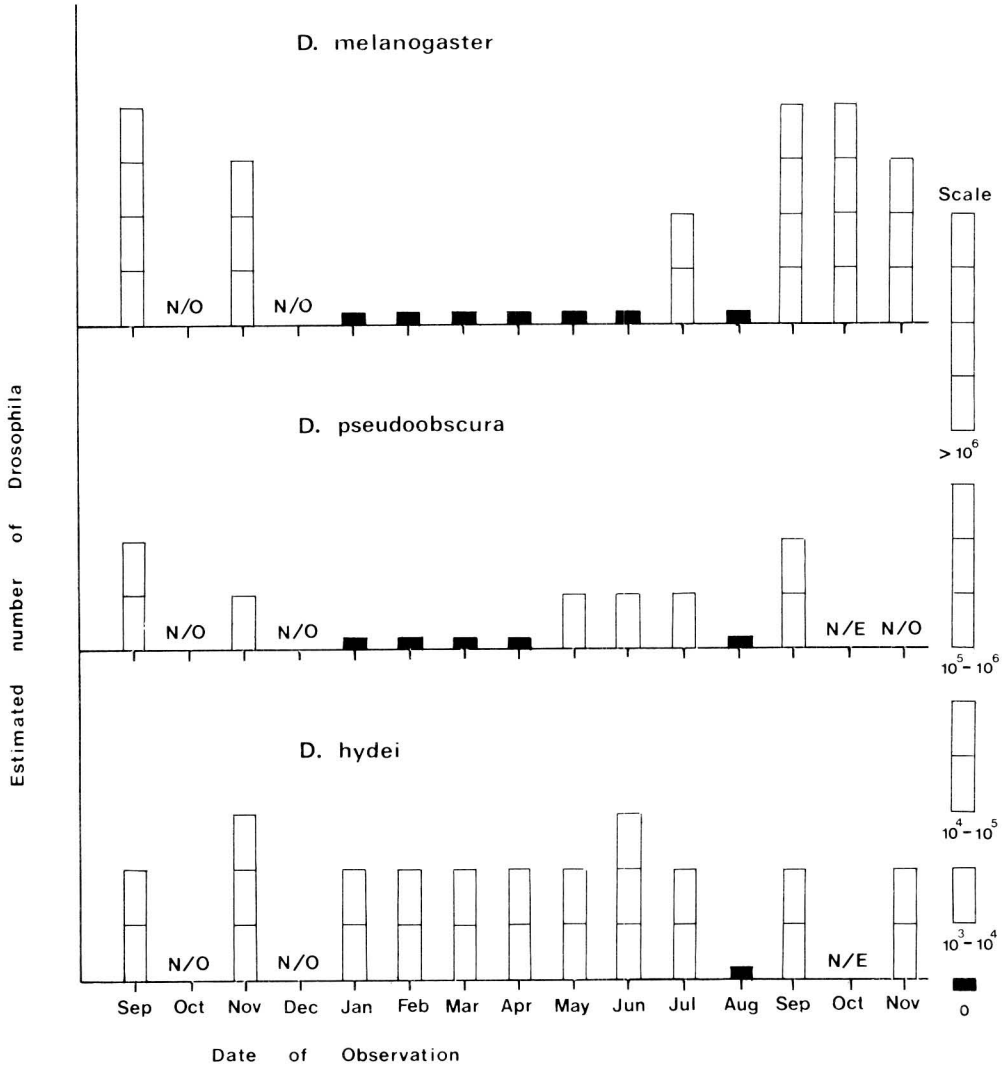 D. melanogaster
N/O N/O
Scale
> 10⁶
D. pseudoobscura
N/O N/O N/E N/O
10⁵-10⁶
D. hydei
10⁴-10⁵
N/O N/O N/E
10³-10⁴
0
Sep Oct Nov Dec Jan Feb Mar Apr May Jun Jul Aug Sep Oct Nov
Date of Observation
Estimated number of Drosophila